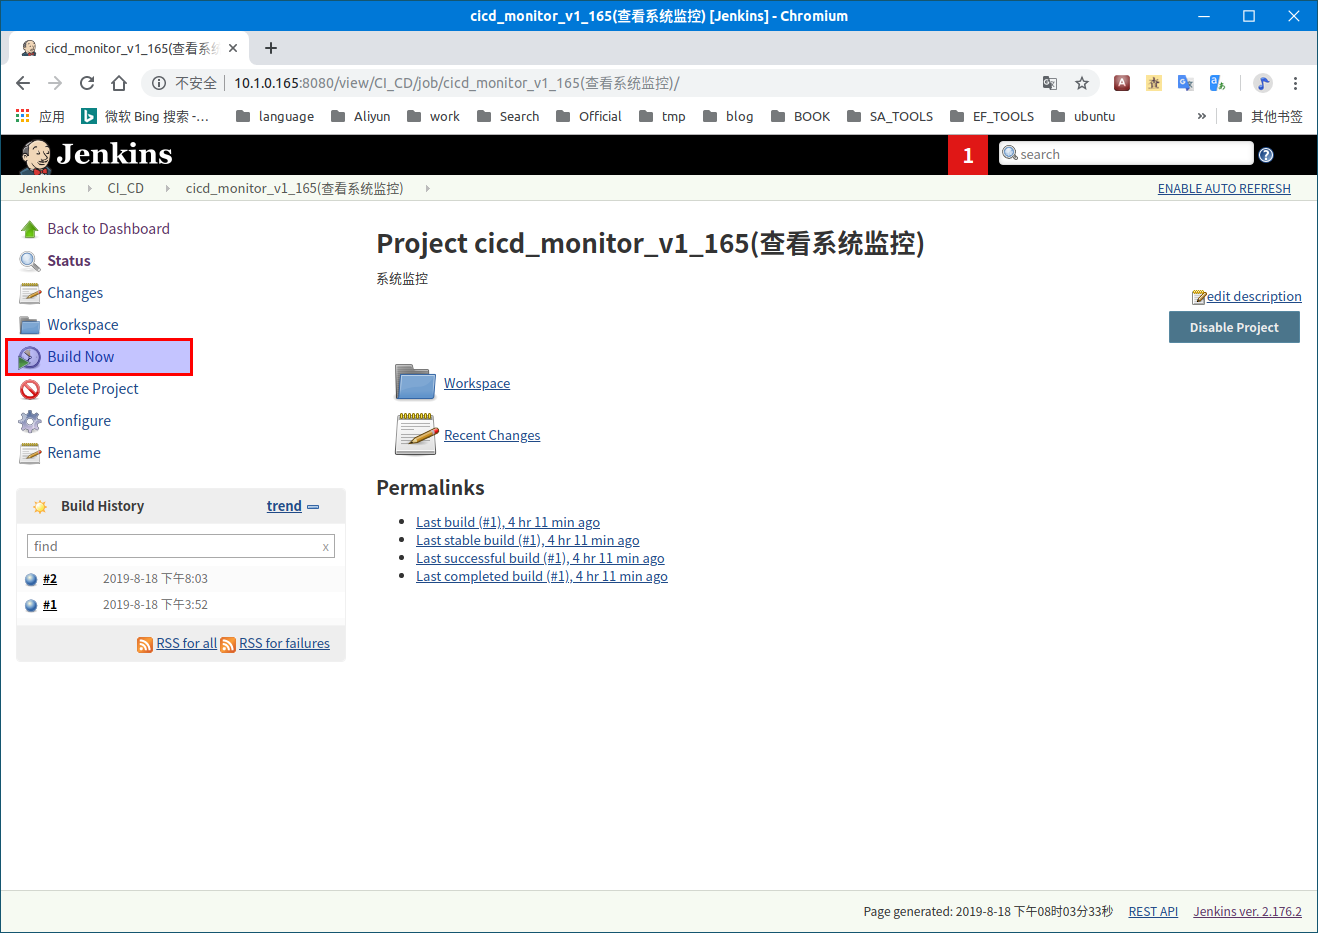 cicd_monitor_v1_165(查看系统监控) [Jenkins] - Chromium
cicd_monitor_v1_165(查看系统
不安全 10.1.0.165:8080/view/CI_CD/job/cicd_monitor_v1_165(查看系统监控)/
应用 微软 Bing 搜索 -... language Aliyun work Search Official tmp blog BOOK SA_TOOLS EF_TOOLS ubuntu » 其他书签
Jenkins 1 search
Jenkins CI_CD cicd_monitor_v1_165(查看系统监控) ENABLE AUTO REFRESH
Back to Dashboard
Status
Changes
Workspace
Build Now
Delete Project
Configure
Rename
Build History trend
find x
#2 2019-8-18 下午8:03
#1 2019-8-18 下午3:52
RSS for all RSS for failures
Project cicd_monitor_v1_165(查看系统监控)
系统监控
edit description
Disable Project
Workspace
Recent Changes
Permalinks
Last build (#1), 4 hr 11 min ago
Last stable build (#1), 4 hr 11 min ago
Last successful build (#1), 4 hr 11 min ago
Last completed build (#1), 4 hr 11 min ago
Page generated: 2019-8-18 下午08时03分33秒 REST API Jenkins ver. 2.176.2